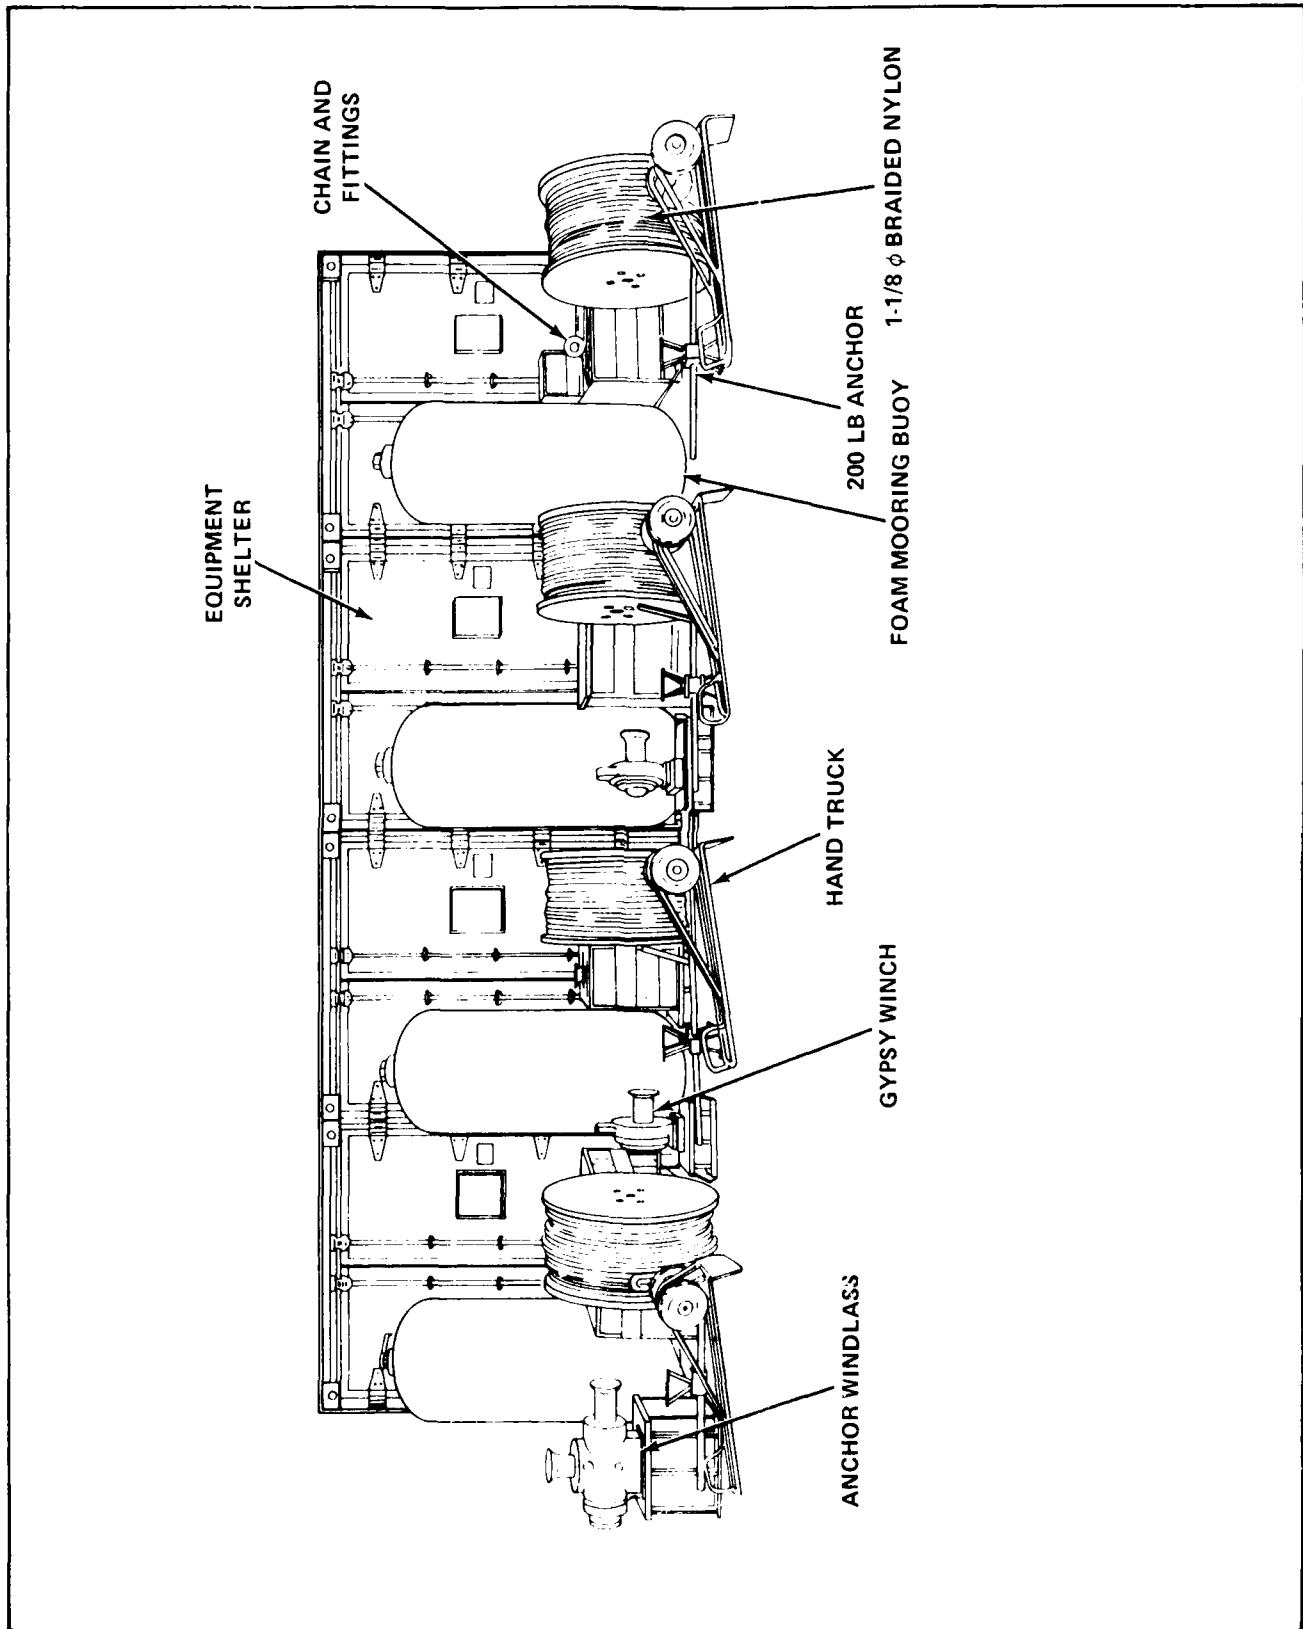 EQUIPMENT
SHELTER
CHAIN AND
FITTINGS
ANCHOR WINDLASS
GYPSY WINCH
HAND TRUCK
FOAM MOORING BUOY
200 LB ANCHOR
1-1/8 φ BRAIDED NYLON